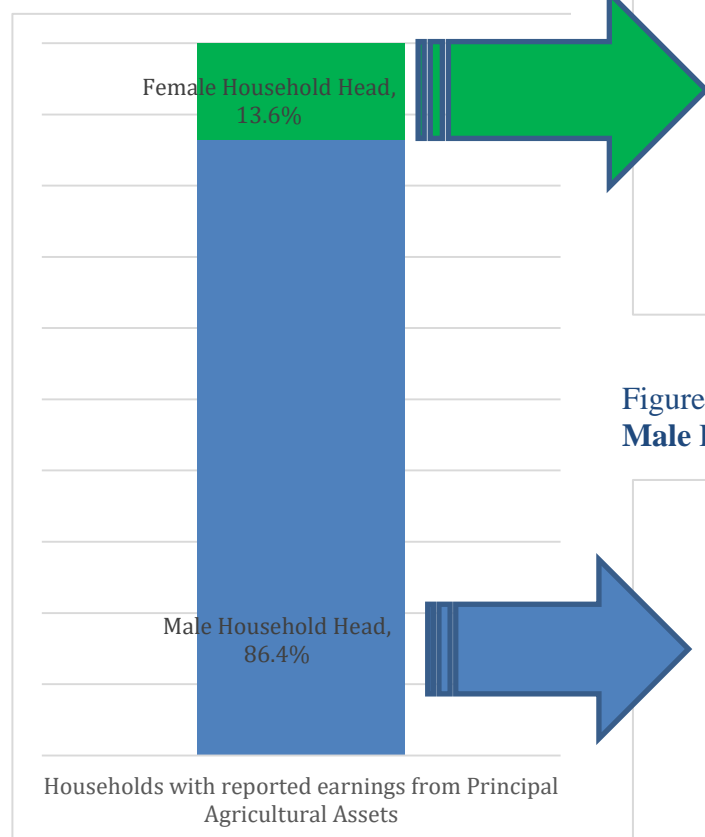 Female Household Head,
13.6%
Figure
Male
Male Household Head,
86.4%
Households with reported earnings from Principal
Agricultural Assets